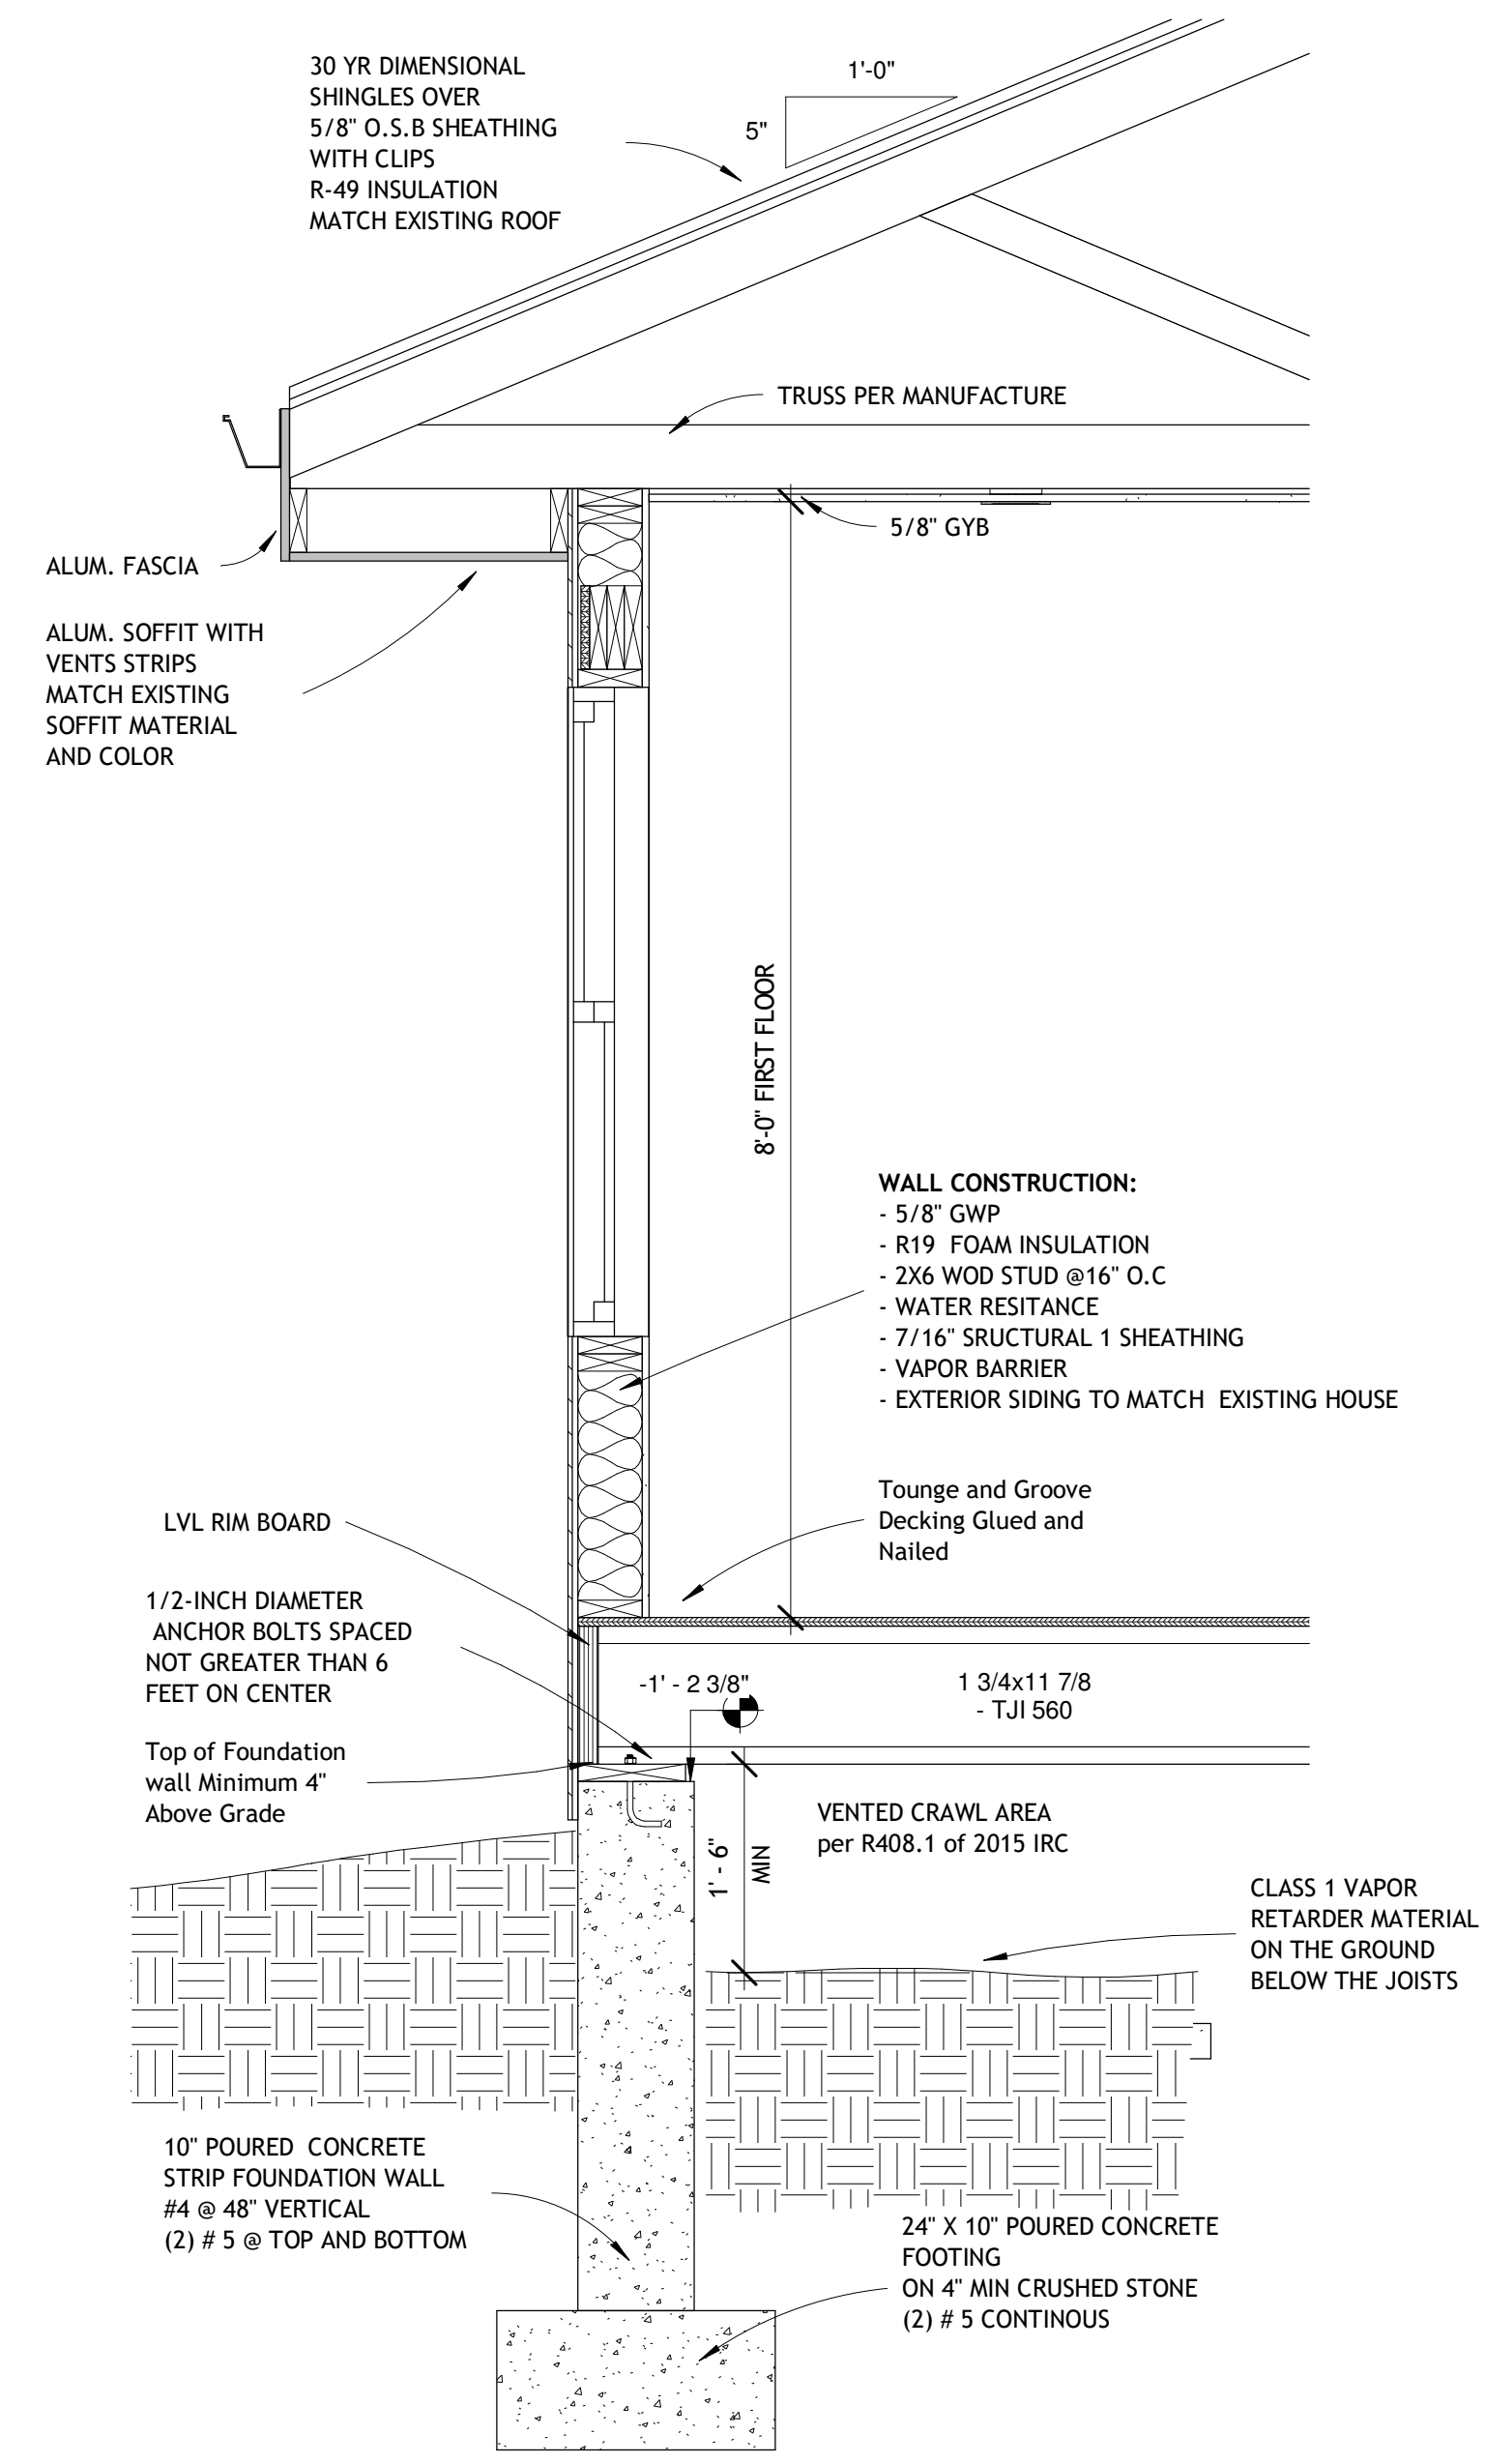 30 YR DIMENSIONAL
SHINGLES OVER
5/8" O.S.B SHEATHING
WITH CLIPS
R-49 INSULATION
MATCH EXISTING ROOF
1'-0"
5"
TRUSS PER MANUFACTURE
5/8" GYB
ALUM. FASCIA
ALUM. SOFFIT WITH
VENTS STRIPS
MATCH EXISTING
SOFFIT MATERIAL
AND COLOR
8'-0" FIRST FLOOR
WALL CONSTRUCTION:
- 5/8" GWP
- R19 FOAM INSULATION
- 2X6 WOD STUD @16" O.C
- WATER RESITANCE
- 7/16" SRUCTURAL 1 SHEATHING
- VAPOR BARRIER
- EXTERIOR SIDING TO MATCH EXISTING HOUSE
Tounge and Groove
Decking Glued and
Nailed
LVL RIM BOARD
1/2-INCH DIAMETER
ANCHOR BOLTS SPACED
NOT GREATER THAN 6
FEET ON CENTER
-1' - 2 3/8"
1 3/4x11 7/8
- TJI 560
Top of Foundation
wall Minimum 4"
Above Grade
VENTED CRAWL AREA
per R408.1 of 2015 IRC
1' - 6"
MIN
CLASS 1 VAPOR
RETARDER MATERIAL
ON THE GROUND
BELOW THE JOISTS
10" POURED CONCRETE
STRIP FOUNDATION WALL
#4 @ 48" VERTICAL
(2) # 5 @ TOP AND BOTTOM
24" X 10" POURED CONCRETE
FOOTING
ON 4" MIN CRUSHED STONE
(2) # 5 CONTINOUS